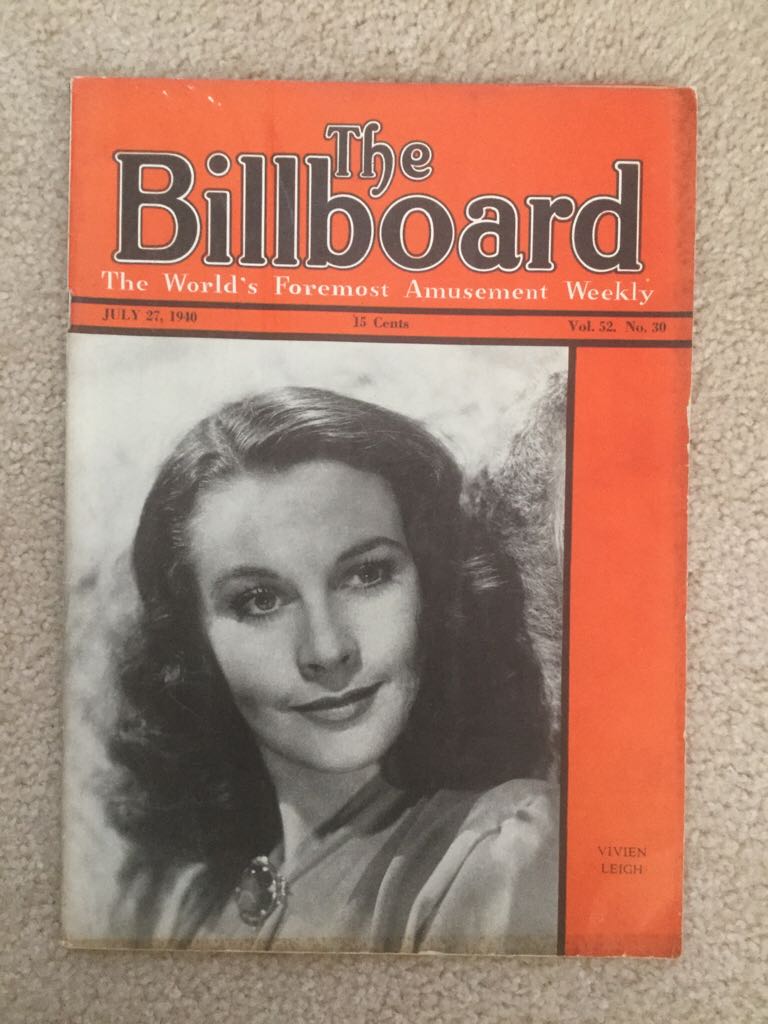 The
Billboard
The World's Foremost Amusement Weekly
JULY 27, 1940 15 Cents Vol. 52. No. 30
VIVIEN
LEIGH